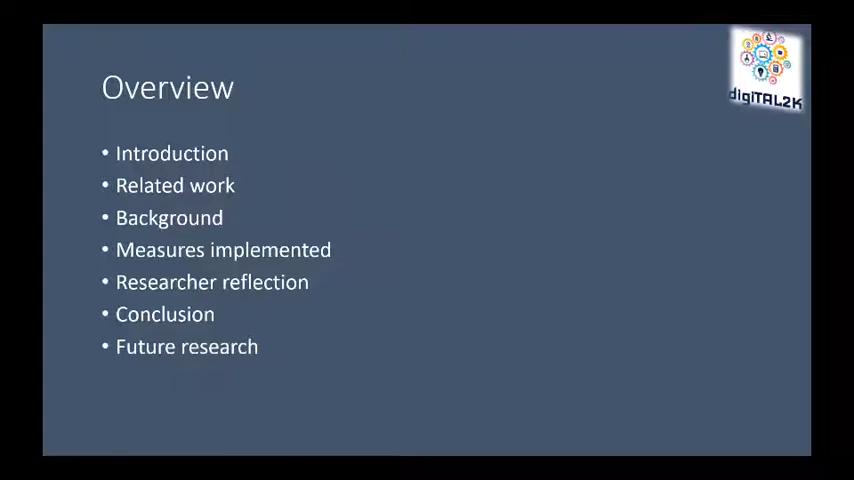 digiTAL2K
Overview
• Introduction
• Related work
• Background
• Measures implemented
• Researcher reflection
• Conclusion
• Future research